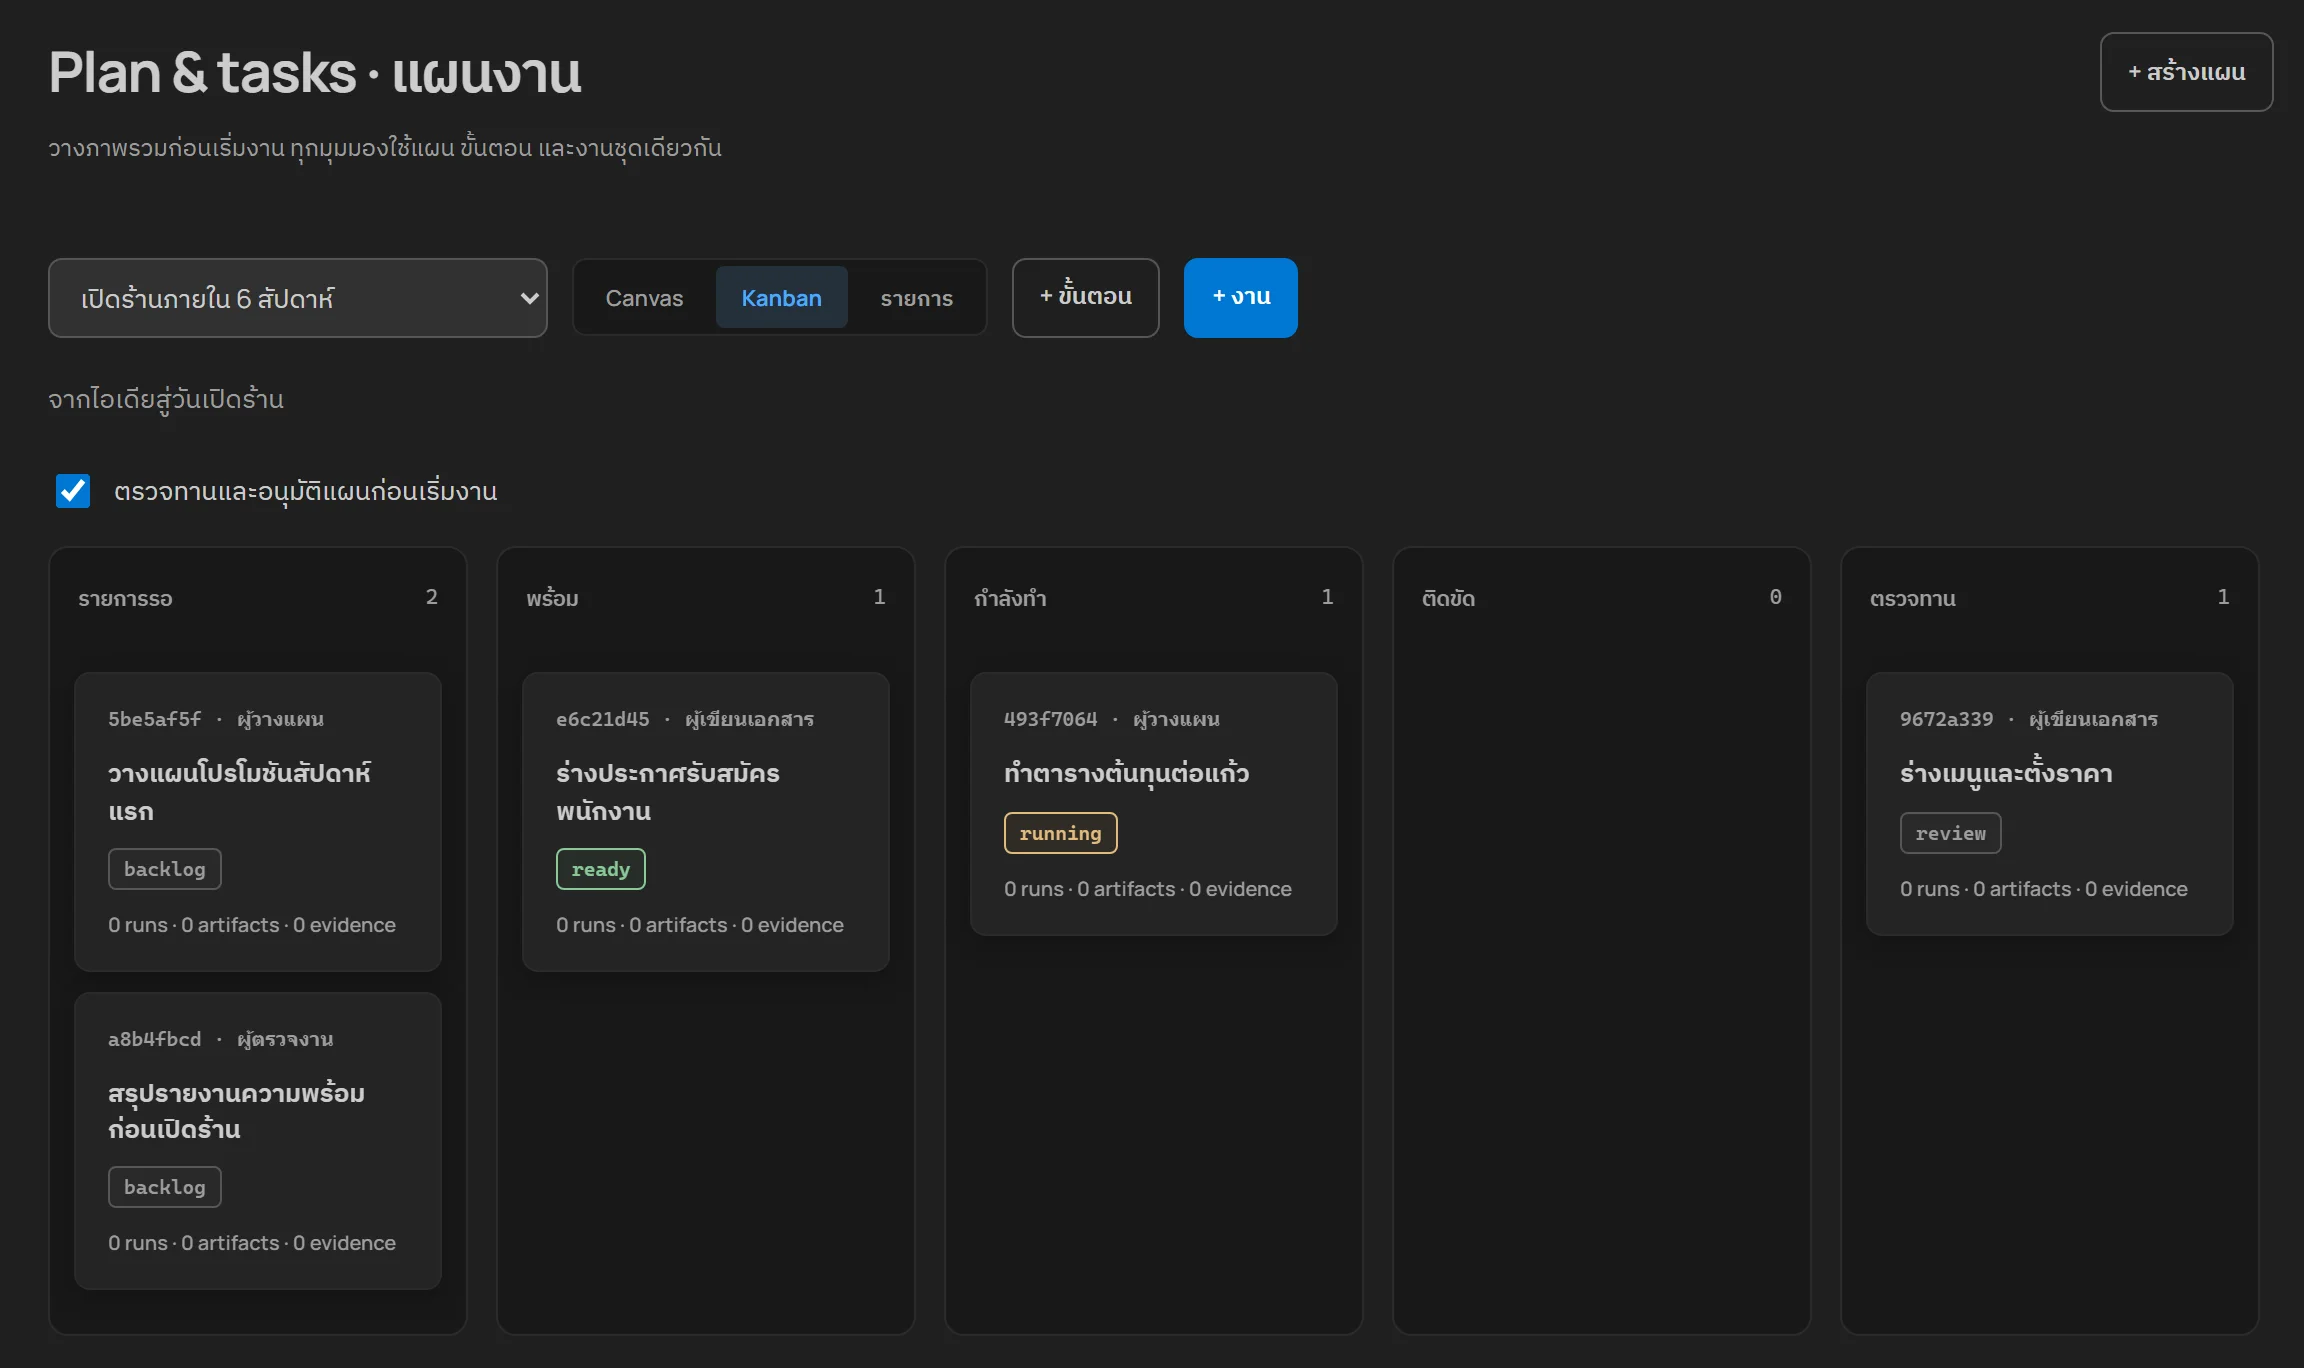 Plan & tasks · แผนงาน
+ สร้างแผน
วางภาพรวมก่อนเริ่มงาน ทุกมุมมองใช้แผน ขั้นตอน และงานชุดเดียวกัน
เปิดร้านภายใน 6 สัปดาห์
Canvas
Kanban
รายการ
+ ขั้นตอน
+ งาน
จากไอเดียสู่วันเปิดร้าน
ตรวจทานและอนุมัติแผนก่อนเริ่มงาน
รายการรอ 2
5be5af5f · ผู้วางแผน
วางแผนโปรโมชันสัปดาห์
แรก
backlog
0 runs · 0 artifacts · 0 evidence
a8b4fbcd · ผู้ตรวจงาน
สรุปรายงานความพร้อม
ก่อนเปิดร้าน
backlog
0 runs · 0 artifacts · 0 evidence
พร้อม 1
e6c21d45 · ผู้เขียนเอกสาร
ร่างประกาศรับสมัคร
พนักงาน
ready
0 runs · 0 artifacts · 0 evidence
กำลังทำ 1
493f7064 · ผู้วางแผน
ทำตารางต้นทุนต่อแก้ว
running
0 runs · 0 artifacts · 0 evidence
ติดขัด 0
ตรวจทาน 1
9672a339 · ผู้เขียนเอกสาร
ร่างเมนูและตั้งราคา
review
0 runs · 0 artifacts · 0 evidence